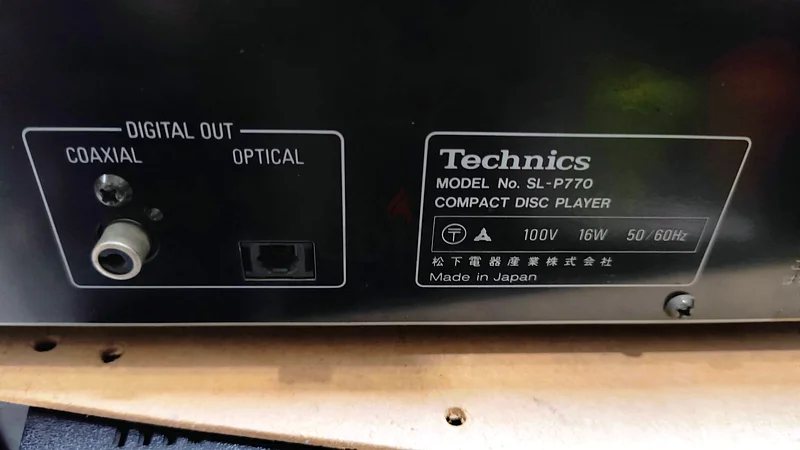 DIGITAL OUT
COAXIAL
OPTICAL
Technics
MODEL No. SL-P770
COMPACT DISC PLAYER
〒 100V 16W 50/60Hz
松下電器産業株式会社
Made in Japan